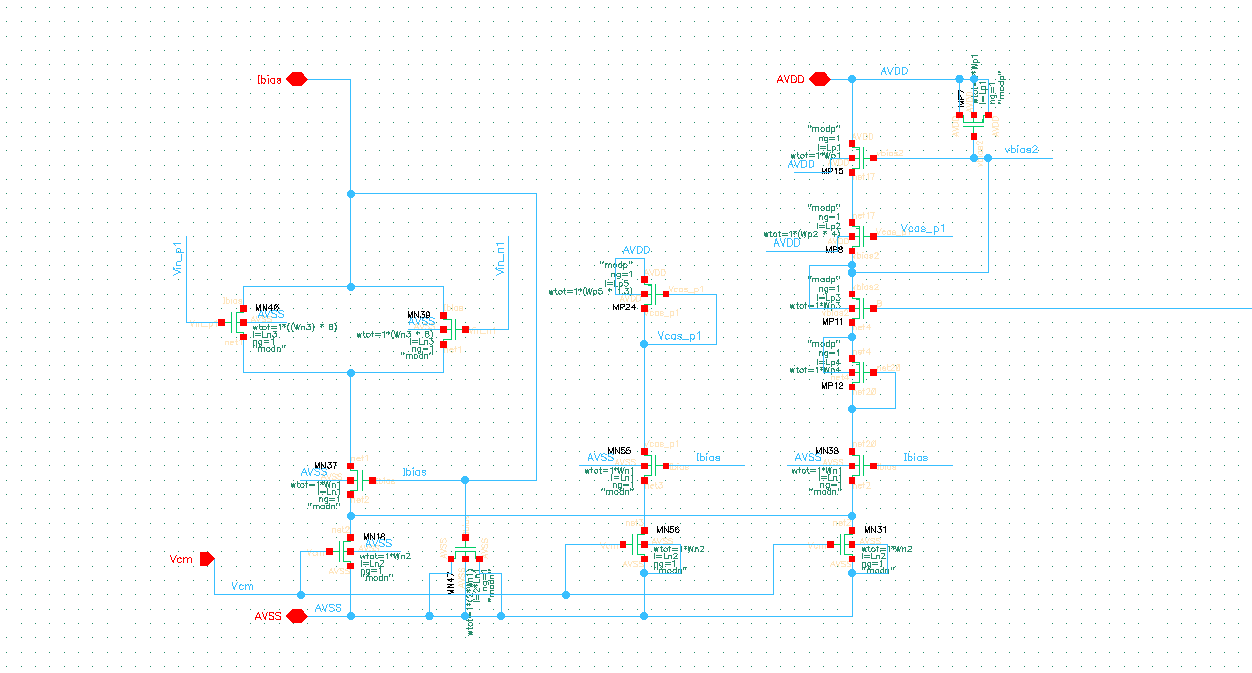 Ibias
Vin_p1
Vin_n1
MN46
AVSS
wtot=1*((Wn3) * 8)
l=Ln3
ng=1
"modn"
MN39
AVSS
wtot=1*(Wn3 * 8)
l=Ln3
ng=1
"modn"
net1
MN37
AVSS
wtot=1*Wn1
l=Ln1
ng=1
"modn"
Ibias
MN18
AVSS
wtot=1*Wn2
l=Ln2
ng=1
"modn"
Vcm
Vcm
AVSS
AVSS
MN47
wtot=1*(2*Wn1)
l=2*Ln1
ng=1
"modn"
AVDD
"modp"
ng=1
l=Lp5
MP24
Vcas_p1
Vcas_p1
Vcas_p1
MN55
AVSS
wtot=1*Wn1
l=Ln1
ng=1
"modn"
Ibias
MN56
wtot=1*Wn2
l=Ln2
ng=1
"modn"
AVDD
AVDD
MP7
wtot=1*Wp1
l=Lp1
ng=1
"modp"
vbias2
"modp"
ng=1
l=Lp1
wtot=1*Wp1
AVDD
MP15
"modp"
ng=1
l=Lp2
wtot=1*(Wp2 * 4)
AVDD
MP8
Vcas_p1
"modp"
ng=1
l=Lp3
wtot=1*Wp3
MP11
"modp"
ng=1
l=Lp4
wtot=1*Wp4
MP12
MN38
AVSS
wtot=1*Wn1
l=Ln1
ng=1
"modn"
Ibias
MN31
wtot=1*Wn2
l=Ln2
ng=1
"modn"